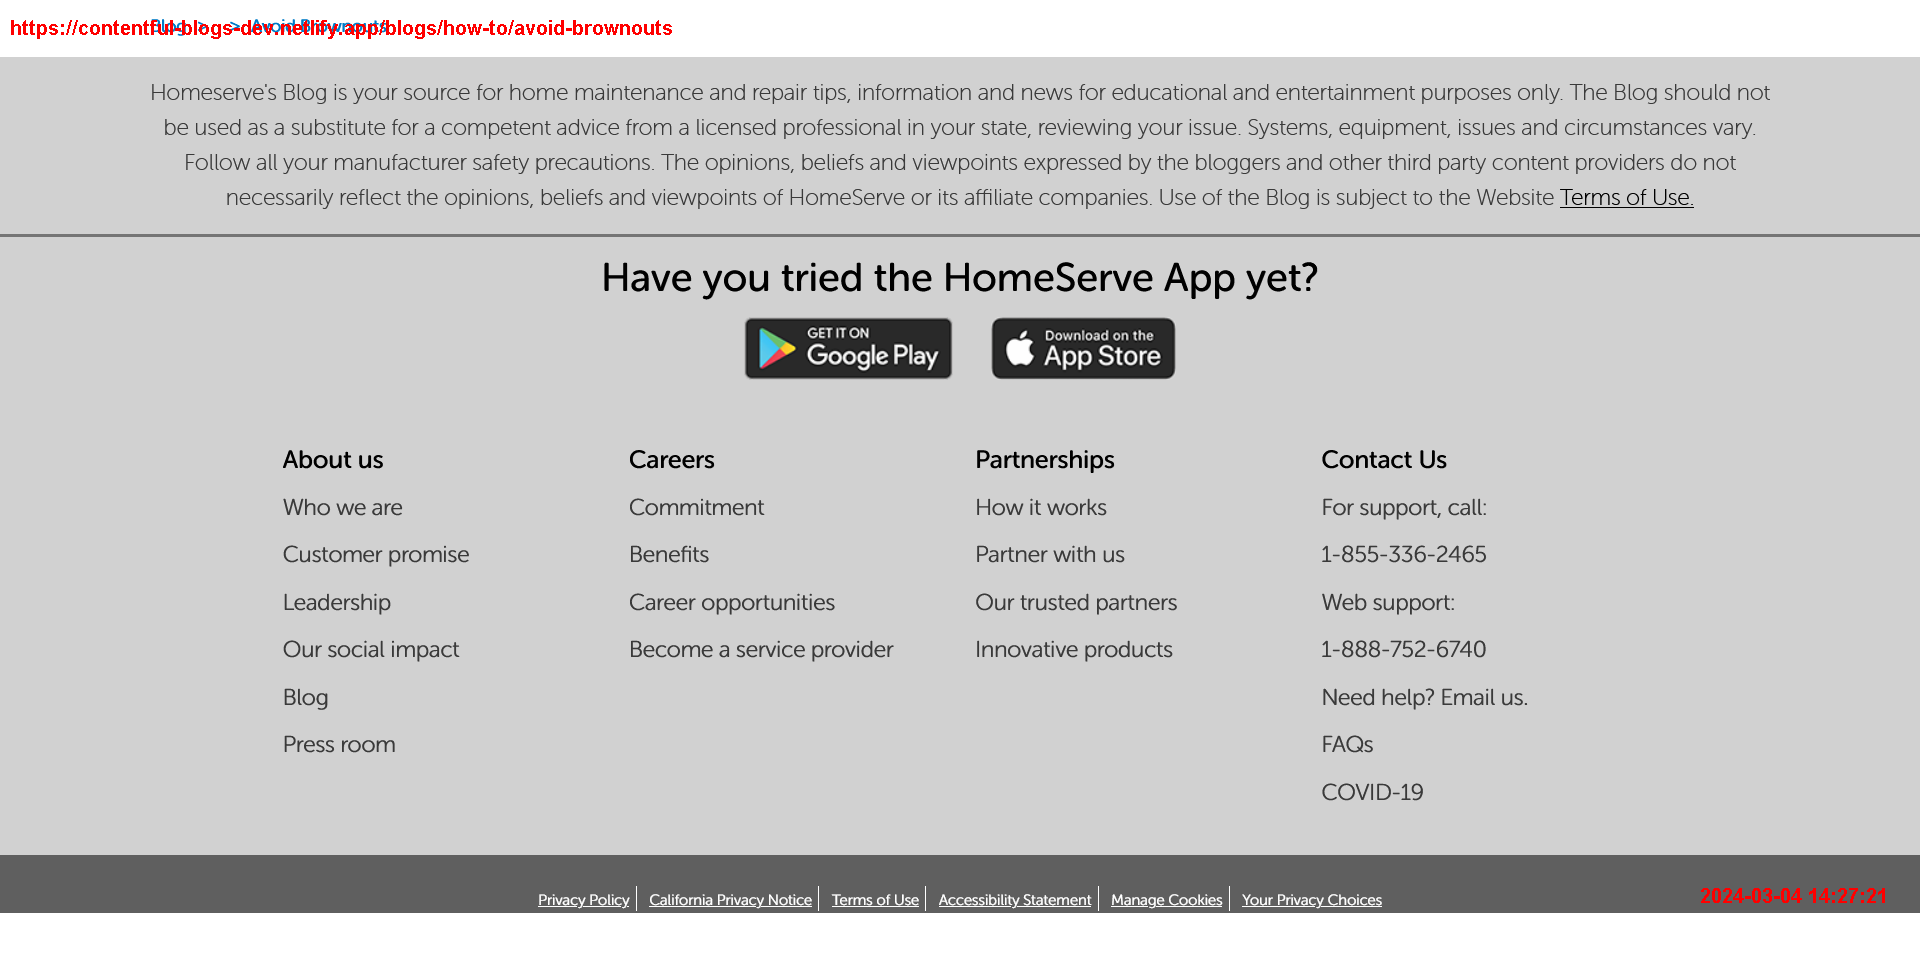 https://contentful-blogs-dev.netlify.app/blogs/how-to/avoid-brownouts
Blog > > Avoid Brownouts
Homeserve's Blog is your source for home maintenance and repair tips, information and news for educational and entertainment purposes only. The Blog should not
be used as a substitute for a competent advice from a licensed professional in your state, reviewing your issue. Systems, equipment, issues and circumstances vary.
Follow all your manufacturer safety precautions. The opinions, beliefs and viewpoints expressed by the bloggers and other third party content providers do not
necessarily reflect the opinions, beliefs and viewpoints of HomeServe or its affiliate companies. Use of the Blog is subject to the Website Terms of Use.
Have you tried the HomeServe App yet?
GET IT ON
Google Play
Download on the
App Store
About us
Who we are
Customer promise
Leadership
Our social impact
Blog
Press room
Careers
Commitment
Benefits
Career opportunities
Become a service provider
Partnerships
How it works
Partner with us
Our trusted partners
Innovative products
Contact Us
For support, call:
1-855-336-2465
Web support:
1-888-752-6740
Need help? Email us.
FAQs
COVID-19
Privacy Policy
California Privacy Notice
Terms of Use
Accessibility Statement
Manage Cookies
Your Privacy Choices
2024-03-04 14:27:21